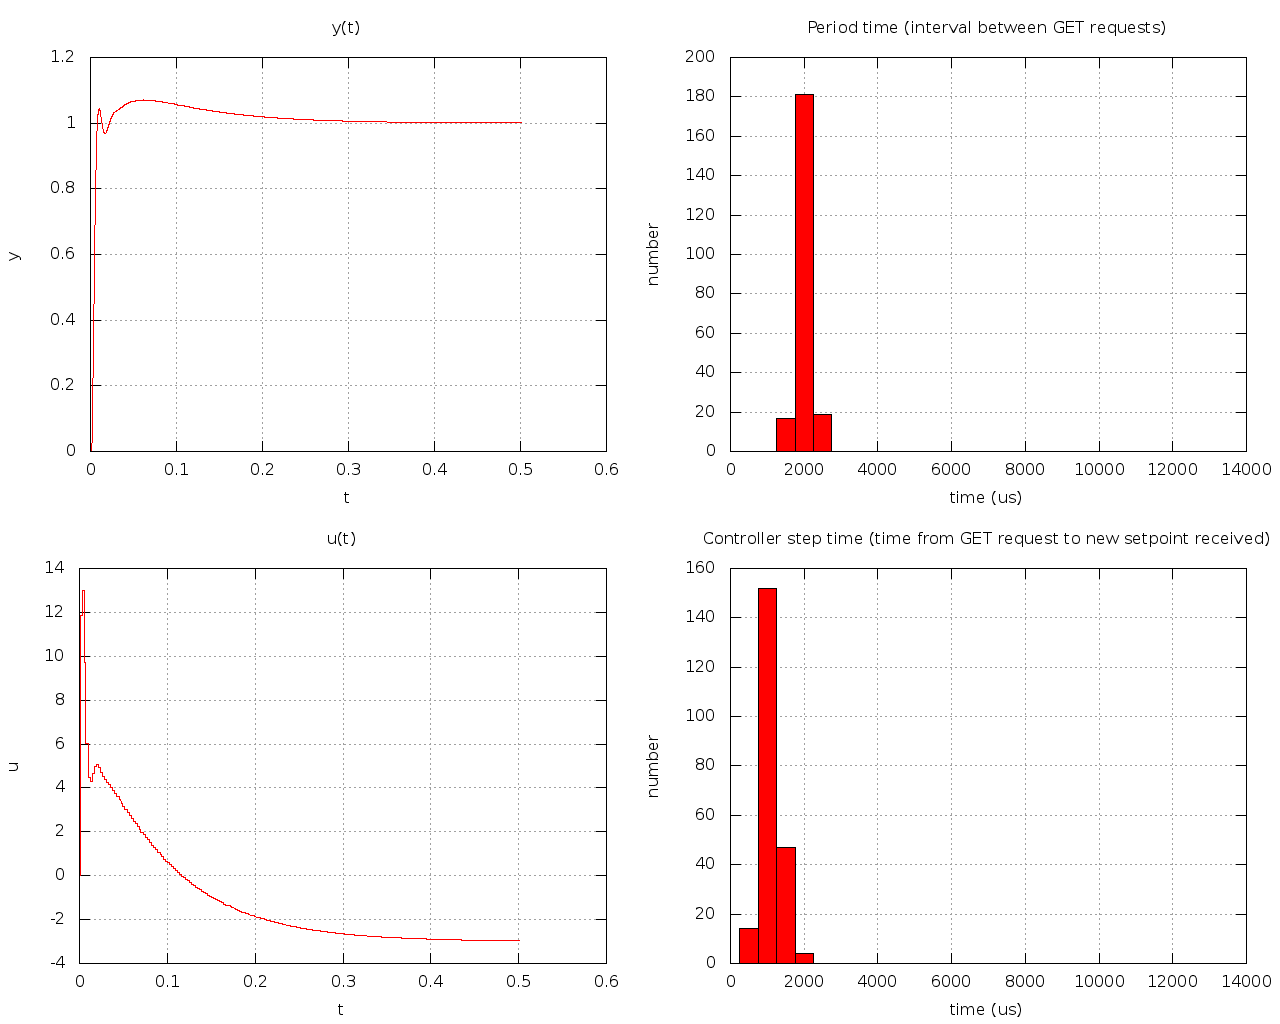 y(t)
1.2
1
0.8
0.6
0.4
0.2
0
y
0 0.1 0.2 0.3 0.4 0.5 0.6
t
Period time (interval between GET requests)
200
180
160
140
120
100
80
60
40
20
0
number
0 2000 4000 6000 8000 10000 12000 14000
time (us)
u(t)
14
12
10
8
6
4
2
0
-2
-4
u
0 0.1 0.2 0.3 0.4 0.5 0.6
t
Controller step time (time from GET request to new setpoint received)
160
140
120
100
80
60
40
20
0
number
0 2000 4000 6000 8000 10000 12000 14000
time (us)